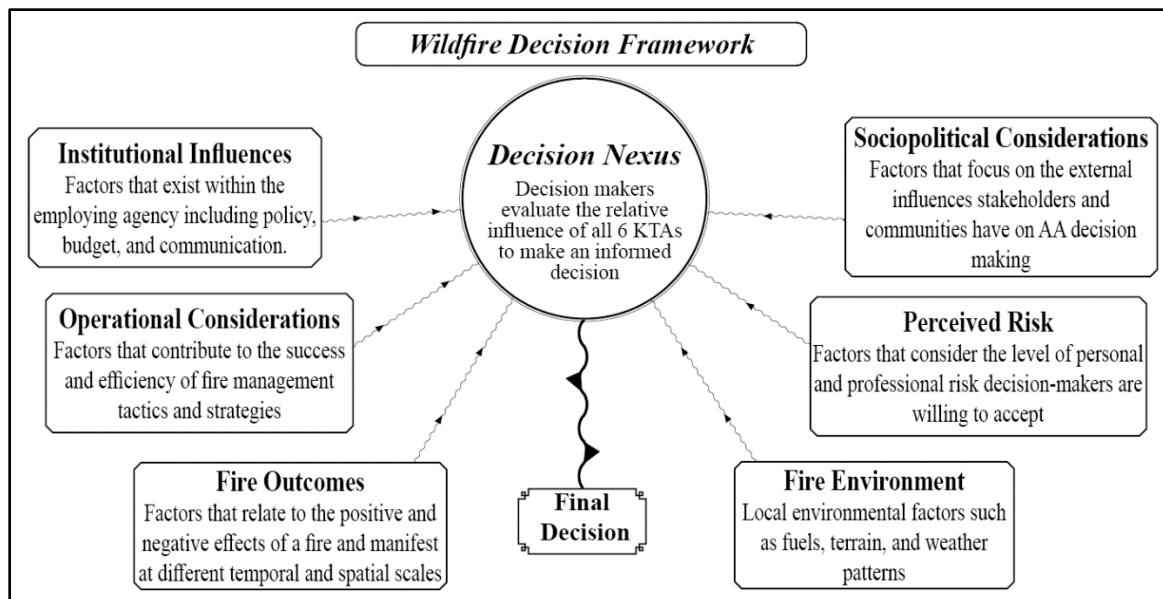 Wildfire Decision Framework
Institutional Influences
Factors that exist within the
employing agency including policy,
budget, and communication.
Operational Considerations
Factors that contribute to the success
and efficiency of fire management
tactics and strategies
Fire Outcomes
Factors that relate to the positive and
negative effects of a fire and manifest
at different temporal and spatial scales
Decision Nexus
Decision makers
evaluate the relative
influence of all 6 KTAs
to make an informed
decision
Final
Decision
Sociopolitical Considerations
Factors that focus on the external
influences stakeholders and
communities have on AA decision
making
Perceived Risk
Factors that consider the level of personal
and professional risk decision-makers are
willing to accept
Fire Environment
Local environmental factors such
as fuels, terrain, and weather
patterns